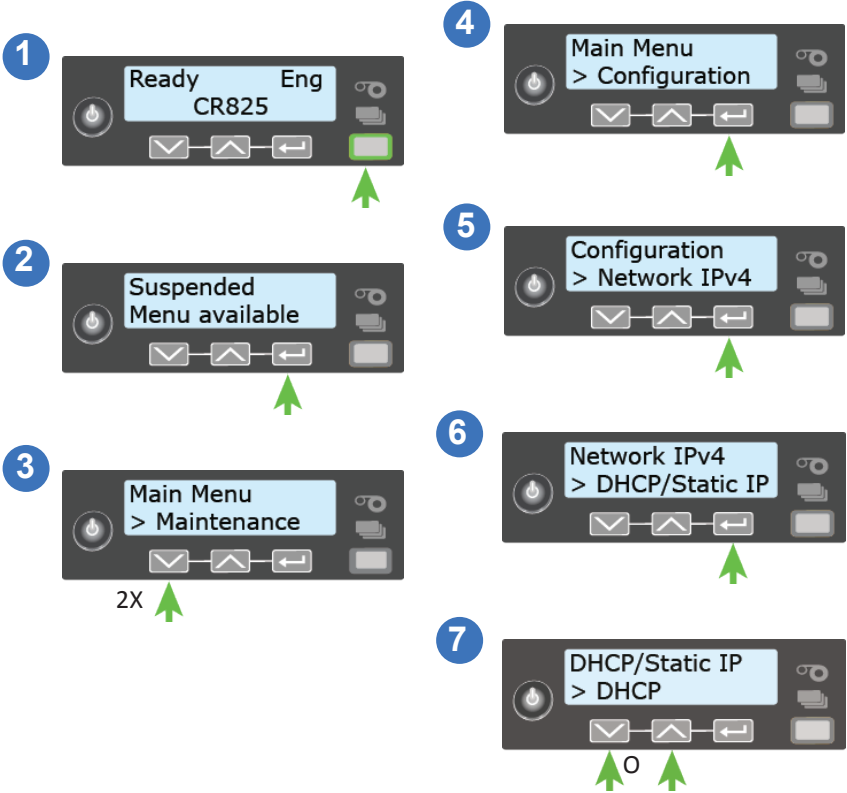 1
Ready Eng
CR825
2
Suspended
Menu available
3
Main Menu
> Maintenance
2X
4
Main Menu
> Configuration
5
Configuration
> Network IPv4
6
Network IPv4
> DHCP/Static IP
7
DHCP/Static IP
> DHCP
O